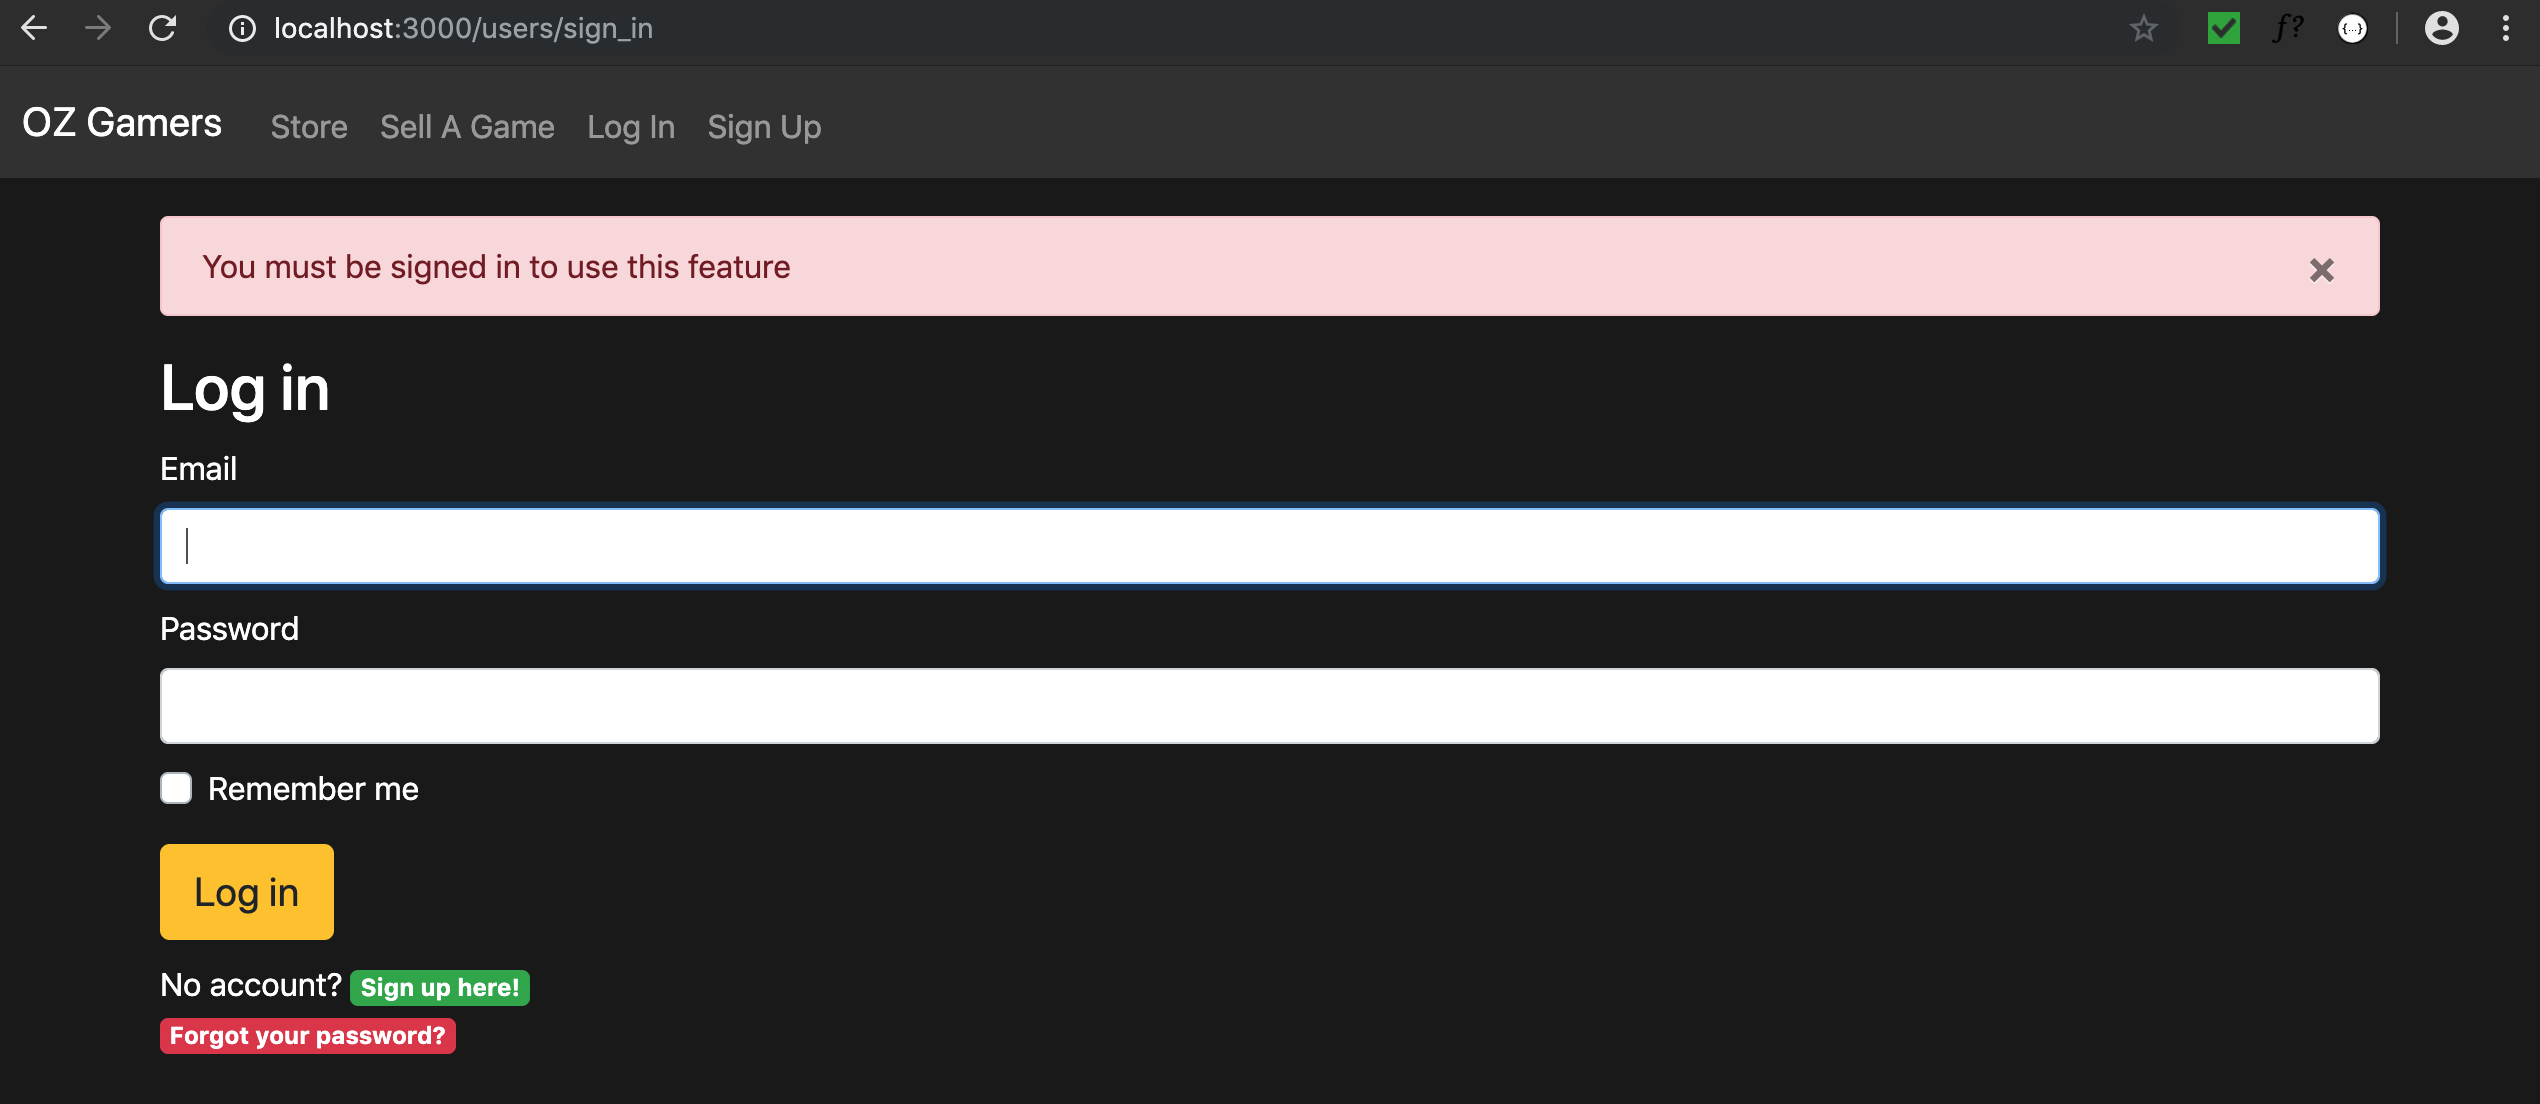 localhost:3000/users/sign_in
f?
{...}
OZ Gamers Store Sell A Game Log In Sign Up
You must be signed in to use this feature ×
Log in
Email
Password
Remember me
Log in
No account? Sign up here!
Forgot your password?